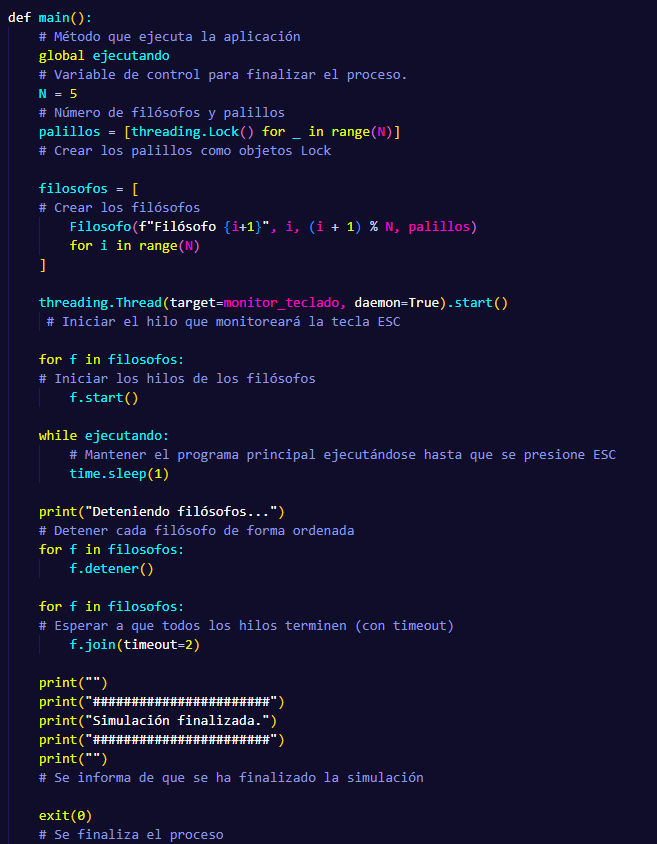 def main():
    # Método que ejecuta la aplicación
    global ejecutando
    # Variable de control para finalizar el proceso.
    N = 5
    # Número de filósofos y palillos
    palillos = [threading.Lock() for _ in range(N)]
    # Crear los palillos como objetos Lock

    filosofos = [
    # Crear los filósofos
        Filosofo(f"Filósofo {i+1}", i, (i + 1) % N, palillos)
        for i in range(N)
    ]

    threading.Thread(target=monitor_teclado, daemon=True).start()
     # Iniciar el hilo que monitoreará la tecla ESC

    for f in filosofos:
    # Iniciar los hilos de los filósofos
        f.start()

    while ejecutando:
        # Mantener el programa principal ejecutándose hasta que se presione ESC
        time.sleep(1)

    print("Deteniendo filósofos...")
    # Detener cada filósofo de forma ordenada
    for f in filosofos:
        f.detener()

    for f in filosofos:
    # Esperar a que todos los hilos terminen (con timeout)
        f.join(timeout=2)

    print("")
    print("#######################")
    print("Simulación finalizada.")
    print("#######################")
    print("")
    # Se informa de que se ha finalizado la simulación

    exit(0)
    # Se finaliza el proceso